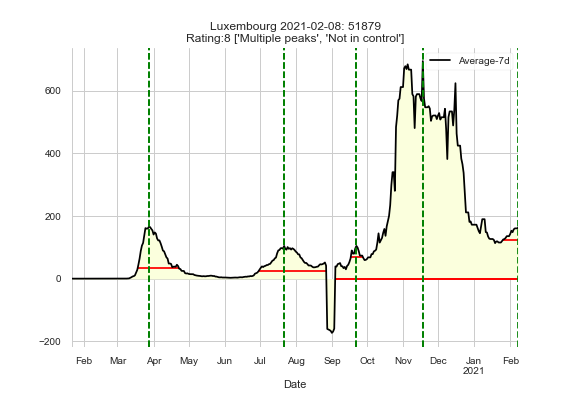 Luxembourg 2021-02-08: 51879
Rating:8 ['Multiple peaks', 'Not in control']
Average-7d
600
400
200
0
−200
Feb Mar Apr May Jun Jul Aug Sep Oct Nov Dec Jan Feb
2021
Date